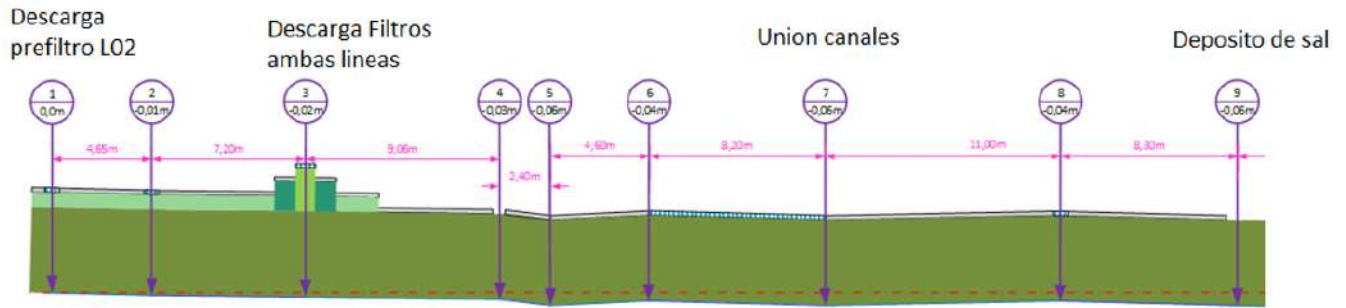 Descarga
prefiltro L02
Descarga Filtros
ambas lineas
Union canales
Deposito de sal
1
0,0m
2
-0,01m
3
-0,02m
4
-0,03m
5
-0,06m
6
-0,04m
7
-0,06m
8
-0,04m
9
-0,06m
4,65m
7,20m
9,06m
2,40m
4,60m
8,20m
11,00m
8,30m